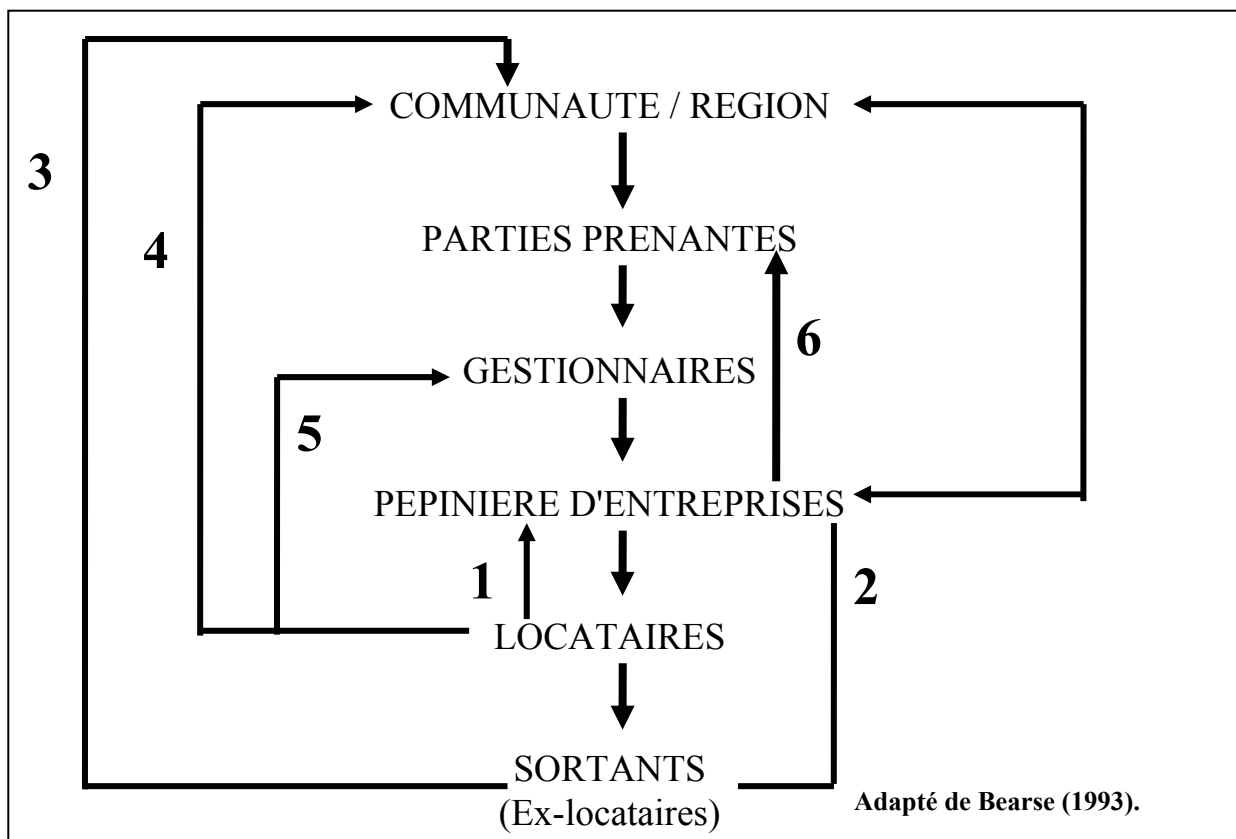 COMMUNAUTE / REGION
3
PARTIES PRENANTES
4
6
GESTIONNAIRES
5
PEPINIERE D'ENTREPRISES
1
2
LOCATAIRES
SORTANTS
(Ex-locataires)
Adapté de Bearse (1993).